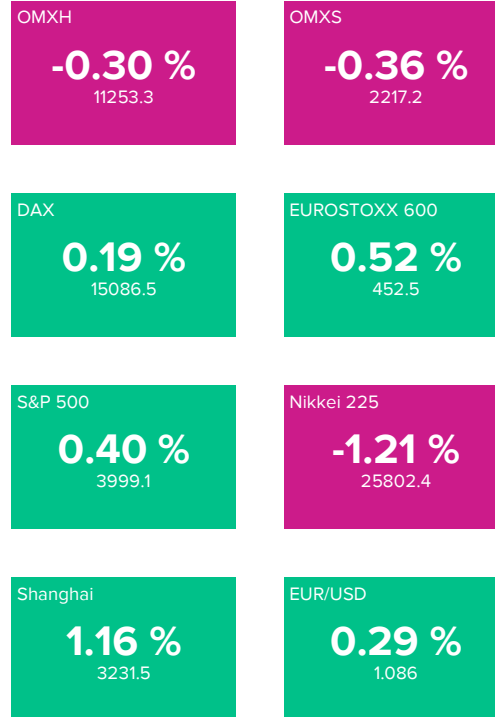 OMXH
-0.30 %
11253.3
OMXS
-0.36 %
2217.2
DAX
0.19 %
15086.5
EUROSTOXX 600
0.52 %
452.5
S&P 500
0.40 %
3999.1
Nikkei 225
-1.21 %
25802.4
Shanghai
1.16 %
3231.5
EUR/USD
0.29 %
1.086